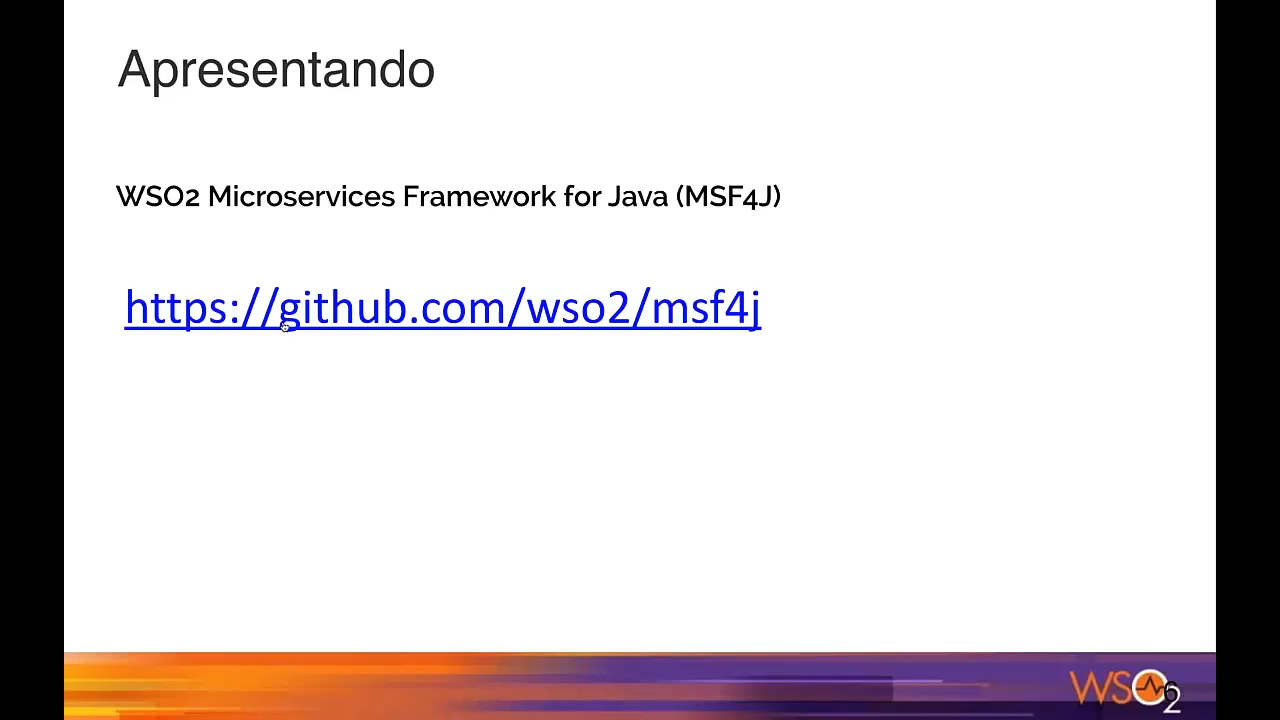 Apresentando
WSO2 Microservices Framework for Java (MSF4J)
https://github.com/wso2/msf4j
WSO2
6